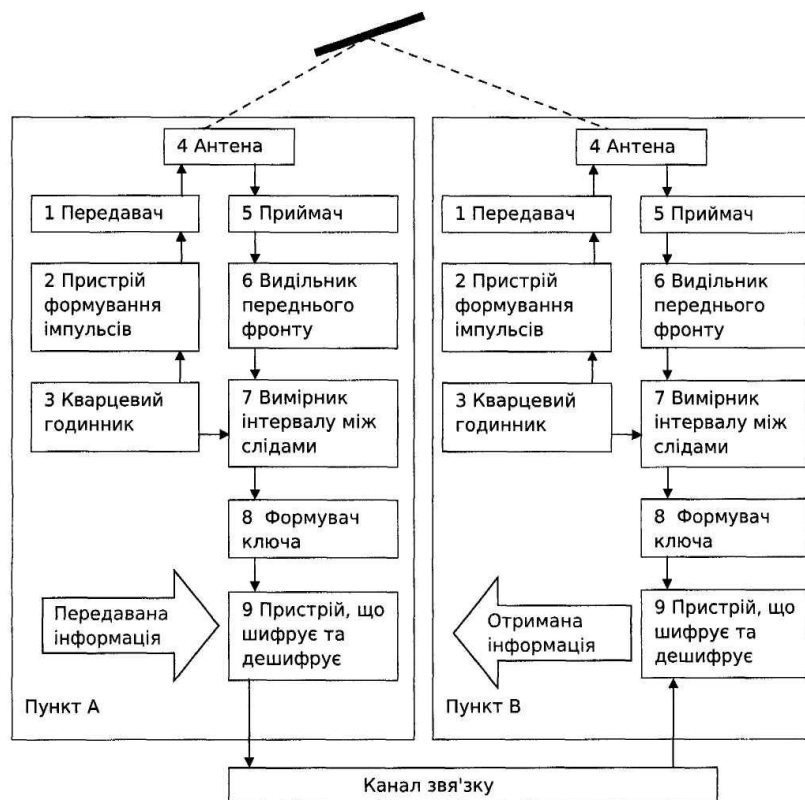 4 Антена
1 Передавач
5 Приймач
2 Пристрій
формування
імпульсів
6 Видільник
переднього
фронту
3 Кварцевий
годинник
7 Вимірник
інтервалу між
слідами
8 Формувач
ключа
Передавана
інформація
9 Пристрій, що
шифрує та
дешифрує
Пункт А
4 Антена
1 Передавач
5 Приймач
2 Пристрій
формування
імпульсів
6 Видільник
переднього
фронту
3 Кварцевий
годинник
7 Вимірник
інтервалу між
слідами
8 Формувач
ключа
Отримана
інформація
9 Пристрій, що
шифрує та
дешифрує
Пункт В
Канал звя'зку